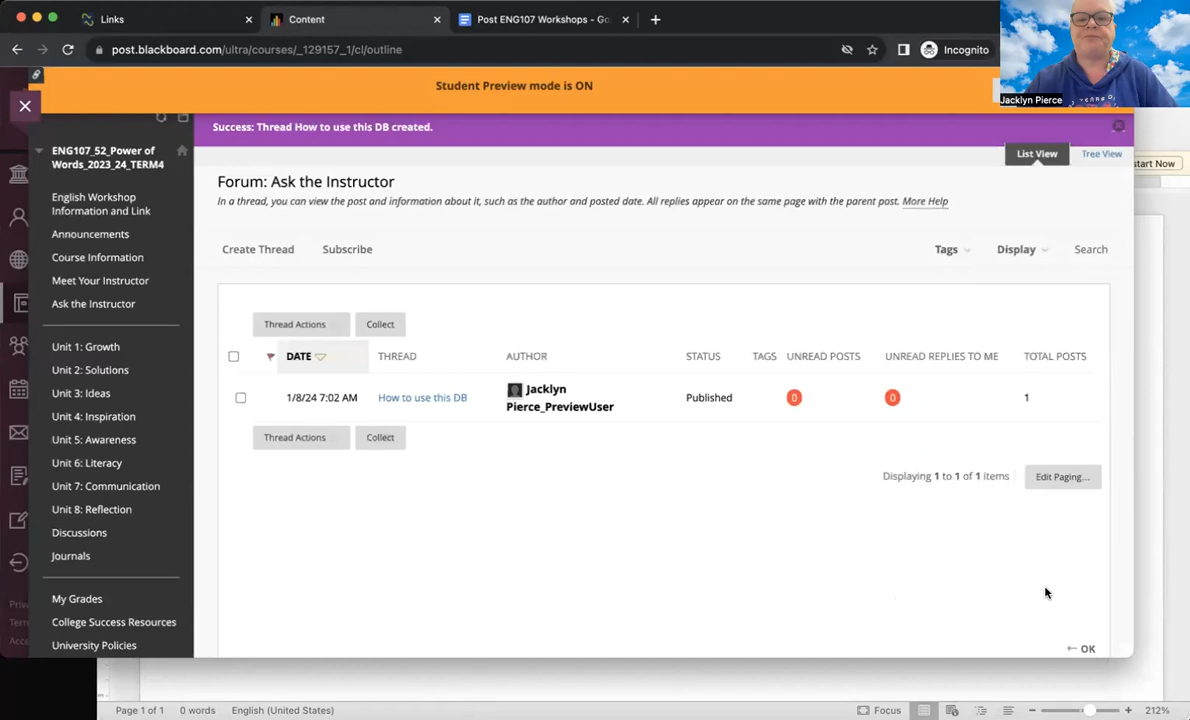 Links
Content
Post ENG107 Workshops - Go
post.blackboard.com/ultra/courses/_129157_1/cl/outline
Incognito
Jacklyn Pierce
Student Preview mode is ON
Success: Thread How to use this DB created.
List View
Tree View
tart Now
ENG107_52_Power of
Words_2023_24_TERM4
English Workshop
Information and Link
Announcements
Course Information
Meet Your Instructor
Ask the Instructor
Unit 1: Growth
Unit 2: Solutions
Unit 3: Ideas
Unit 4: Inspiration
Unit 5: Awareness
Unit 6: Literacy
Unit 7: Communication
Unit 8: Reflection
Discussions
Journals
My Grades
College Success Resources
University Policies
Priva
Term
Acce
Forum: Ask the Instructor
In a thread, you can view the post and information about it, such as the author and posted date. All replies appear on the same page with the parent post. More Help
Create Thread Subscribe Tags Display Search
Thread Actions Collect
DATE THREAD AUTHOR STATUS TAGS UNREAD POSTS UNREAD REPLIES TO ME TOTAL POSTS
1/8/24 7:02 AM How to use this DB Jacklyn Published 0 0 1
Pierce_PreviewUser
Thread Actions Collect
Displaying 1 to 1 of 1 items Edit Paging...
← OK
Page 1 of 1 0 words English (United States) Focus 212%